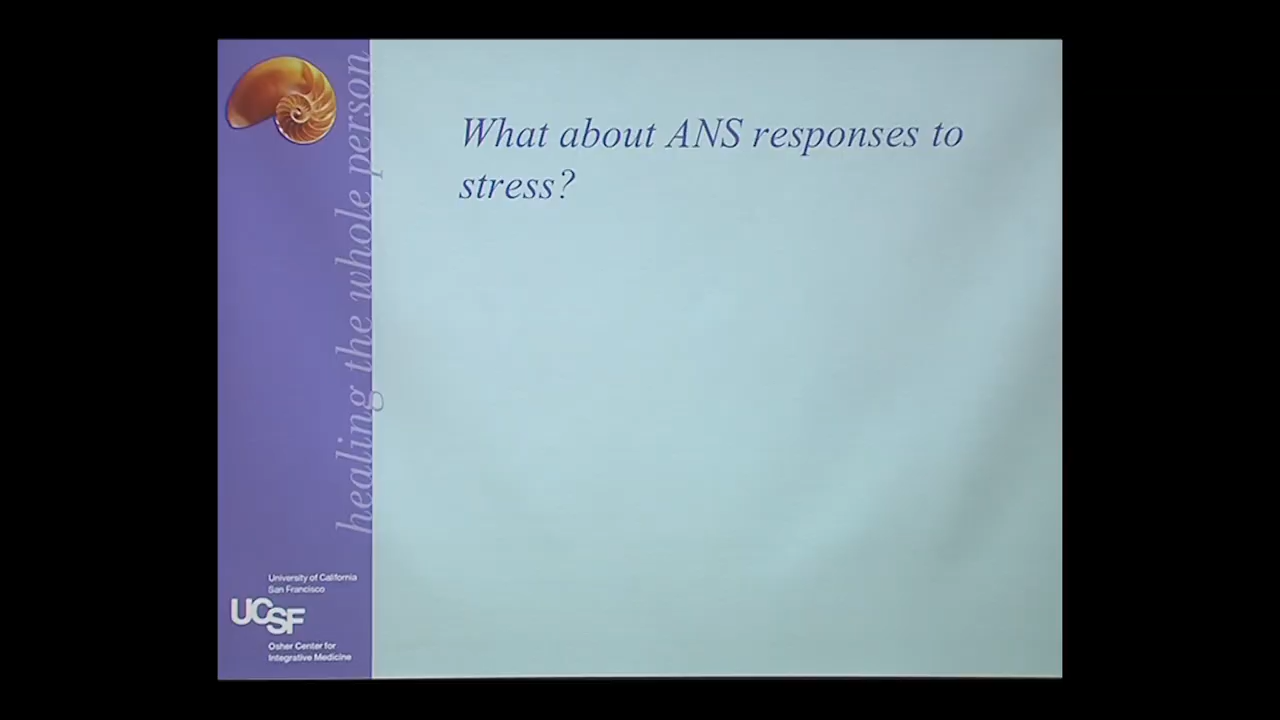 What about ANS responses to
stress?
healing the whole person
University of California
San Francisco
UCSF
Osher Center for
Integrative Medicine